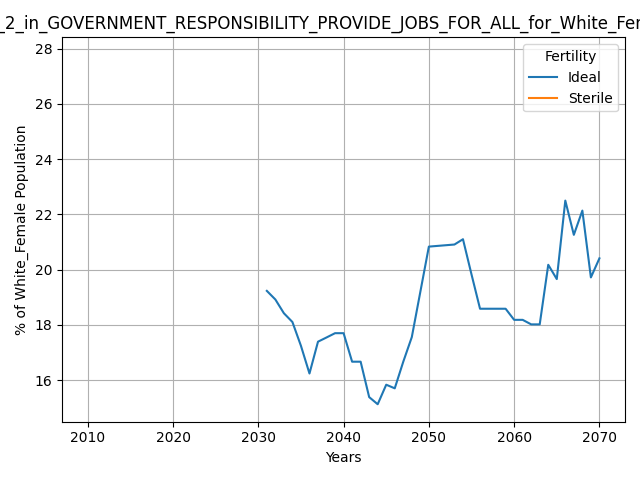 _2_in_GOVERNMENT_RESPONSIBILITY_PROVIDE_JOBS_FOR_ALL_for_White_Fem
Fertility
Ideal
Sterile
% of White_Female Population
28
26
24
22
20
18
16
2010
2020
2030
2040
2050
2060
2070
Years